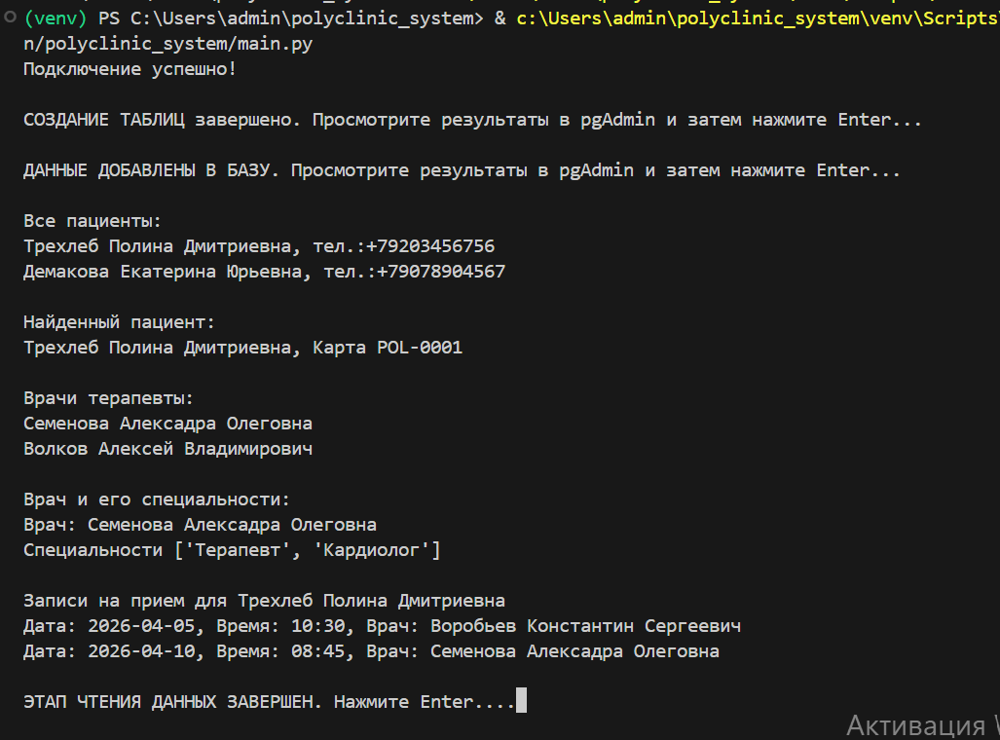 (venv) PS C:\Users\admin\polyclinic_system> & c:\Users\admin\polyclinic_system\venv\Scripts\
n/polyclinic_system/main.py
Подключение успешно!
СОЗДАНИЕ ТАБЛИЦ завершено. Просмотрите результаты в pgAdmin и затем нажмите Enter...
ДАННЫЕ ДОБАВЛЕНЫ В БАЗУ. Просмотрите результаты в pgAdmin и затем нажмите Enter...
Все пациенты:
Трехлеб Полина Дмитриевна, тел.:+79203456756
Демакова Екатерина Юрьевна, тел.:+79078904567
Найденный пациент:
Трехлеб Полина Дмитриевна, Карта POL-0001
Врачи терапевты:
Семенова Алексадра Олеговна
Волков Алексей Владимирович
Врач и его специальности:
Врач: Семенова Алексадра Олеговна
Специальности ['Терапевт', 'Кардиолог']
Записи на прием для Трехлеб Полина Дмитриевна
Дата: 2026-04-05, Время: 10:30, Врач: Воробьев Константин Сергеевич
Дата: 2026-04-10, Время: 08:45, Врач: Семенова Алексадра Олеговна
ЭТАП ЧТЕНИЯ ДАННЫХ ЗАВЕРШЕН. Нажмите Enter....
Активация